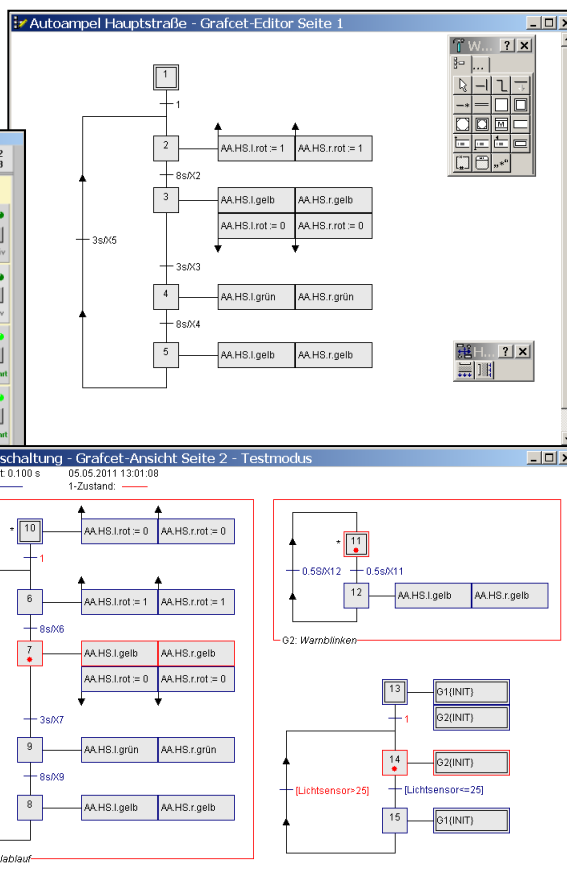 Autoampel Hauptstraße - Grafcet-Editor Seite 1
W...
...
M
„*“
H...
1
1
2
AA.HS.l.rot := 1
AA.HS.r.rot := 1
8s/X2
3
AA.HS.l.gelb
AA.HS.r.gelb
AA.HS.l.rot := 0
AA.HS.r.rot := 0
3s/X5
3s/X3
4
AA.HS.l.grün
AA.HS.r.grün
8s/X4
5
AA.HS.l.gelb
AA.HS.r.gelb
schaltung - Grafcet-Ansicht Seite 2 - Testmodus
t: 0.100 s
05.05.2011 13:01:08
1-Zustand:
* 10
AA.HS.l.rot := 0
AA.HS.r.rot := 0
1
6
AA.HS.l.rot := 1
AA.HS.r.rot := 1
8s/X6
7
AA.HS.l.gelb
AA.HS.r.gelb
AA.HS.l.rot := 0
AA.HS.r.rot := 0
3s/X7
9
AA.HS.l.grün
AA.HS.r.grün
8s/X9
8
AA.HS.l.gelb
AA.HS.r.gelb
lablauf
* 11
0.5S/X12
0.5s/X11
12
AA.HS.l.gelb
AA.HS.r.gelb
G2: Warnblinken
13
G1{INIT}
G2{INIT}
1
14
G2{INIT}
[Lichtsensor>25]
[Lichtsensor<=25]
15
G1{INIT}